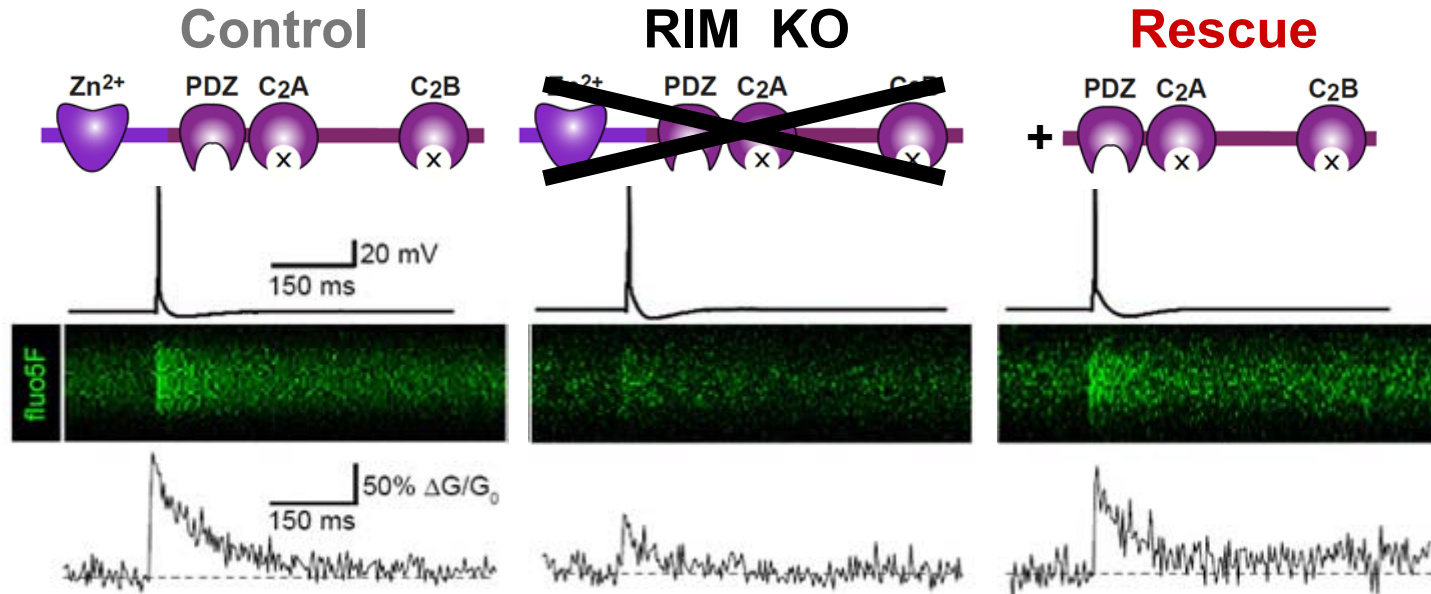 Control
RIM KO
Rescue
Zn²⁺ PDZ C₂A C₂B
PDZ C₂A
PDZ C₂A C₂B
+
x x
x x
x x
20 mV
150 ms
fluo5F
50% ΔG/G₀
150 ms